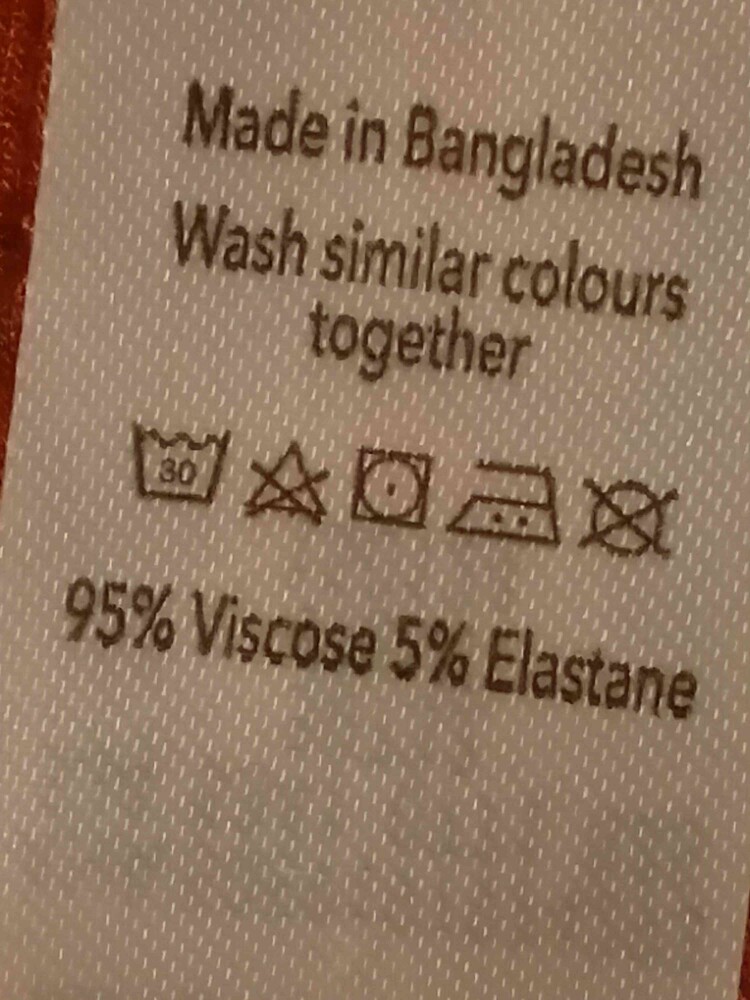 Made in Bangladesh
Wash similar colours
together
30
95% Viscose 5% Elastane